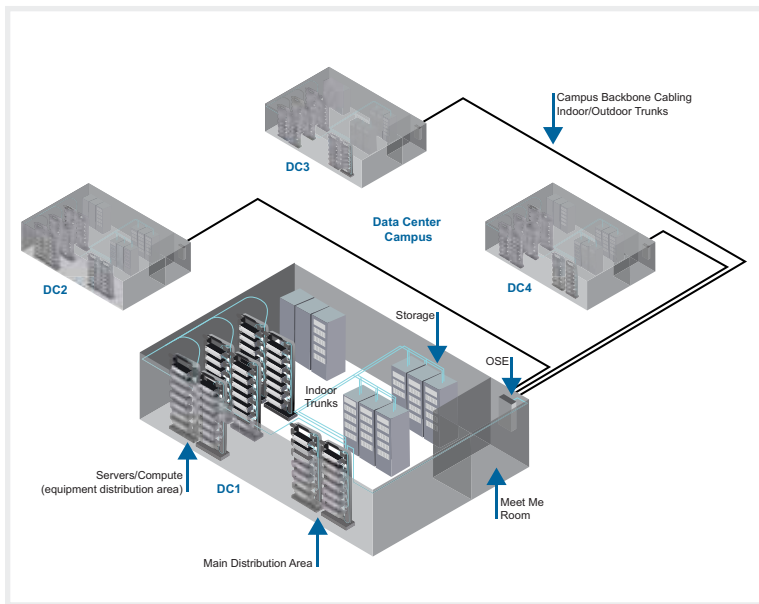 Campus Backbone Cabling
Indoor/Outdoor Trunks
DC3
Data Center
Campus
DC2
DC4
Storage
OSE
Indoor
Trunks
Servers/Compute
(equipment distribution area)
DC1
Meet Me
Room
Main Distribution Area